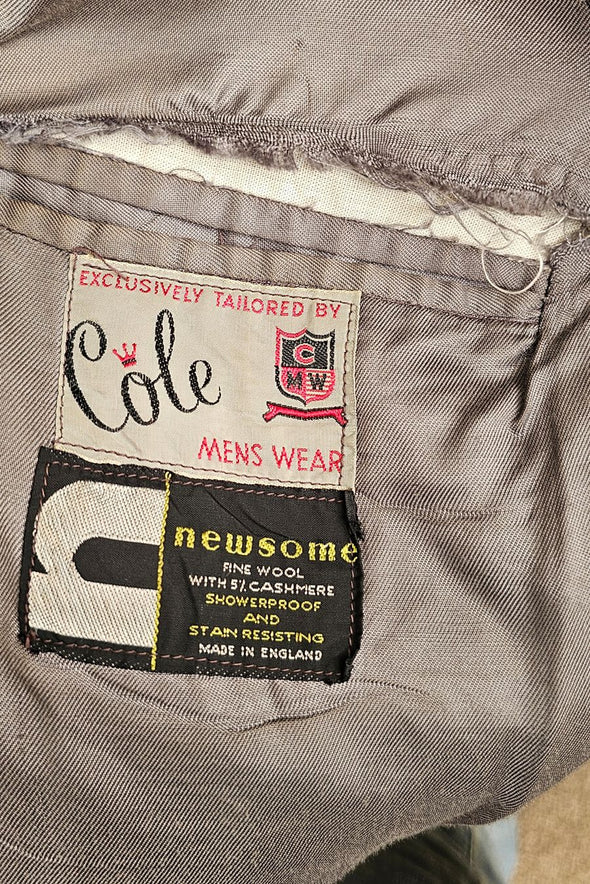 EXCLUSIVELY TAILORED BY
Cole
C
MW
MENS WEAR
n
newsome
FINE WOOL
WITH 5% CASHMERE
SHOWERPROOF
AND
STAIN RESISTING
MADE IN ENGLAND